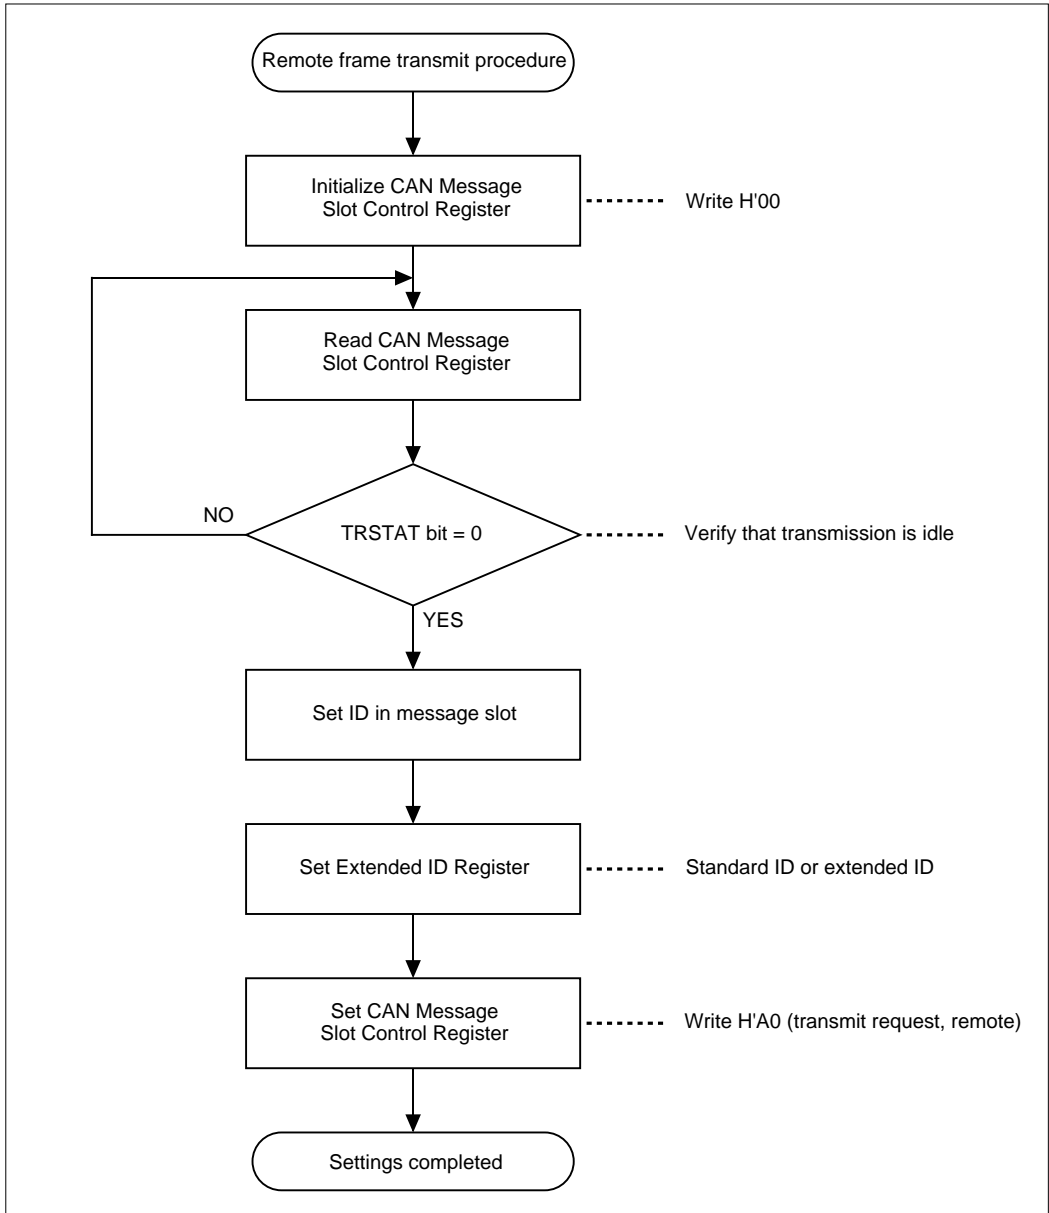 Remote frame transmit procedure
Initialize CAN Message
Slot Control Register
Write H'00
Read CAN Message
Slot Control Register
NO
TRSTAT bit = 0
Verify that transmission is idle
YES
Set ID in message slot
Set Extended ID Register
Standard ID or extended ID
Set CAN Message
Slot Control Register
Write H'A0 (transmit request, remote)
Settings completed